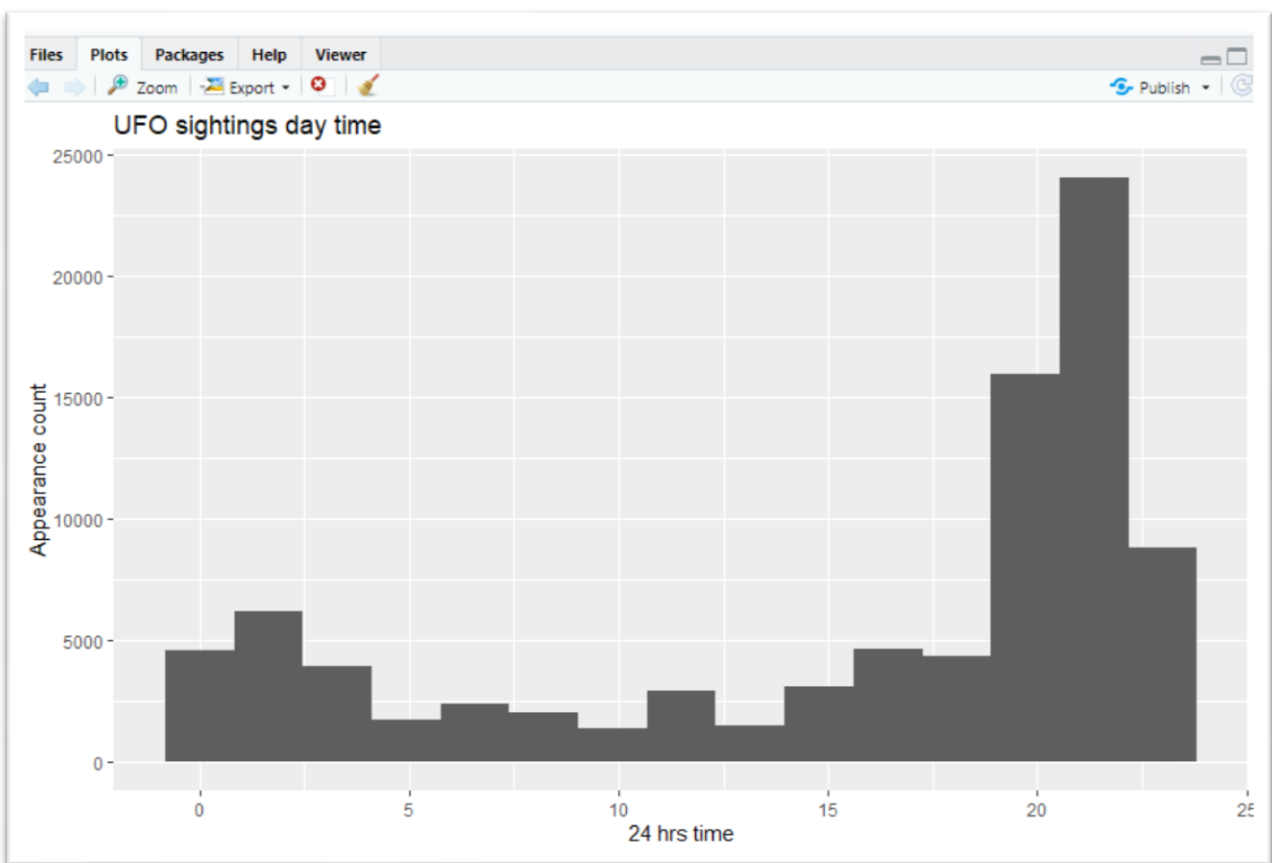 Files Plots Packages Help Viewer
Zoom Export Publish
UFO sightings day time
25000
20000
15000
10000
5000
0
Appearance count
0 5 10 15 20 25
24 hrs time